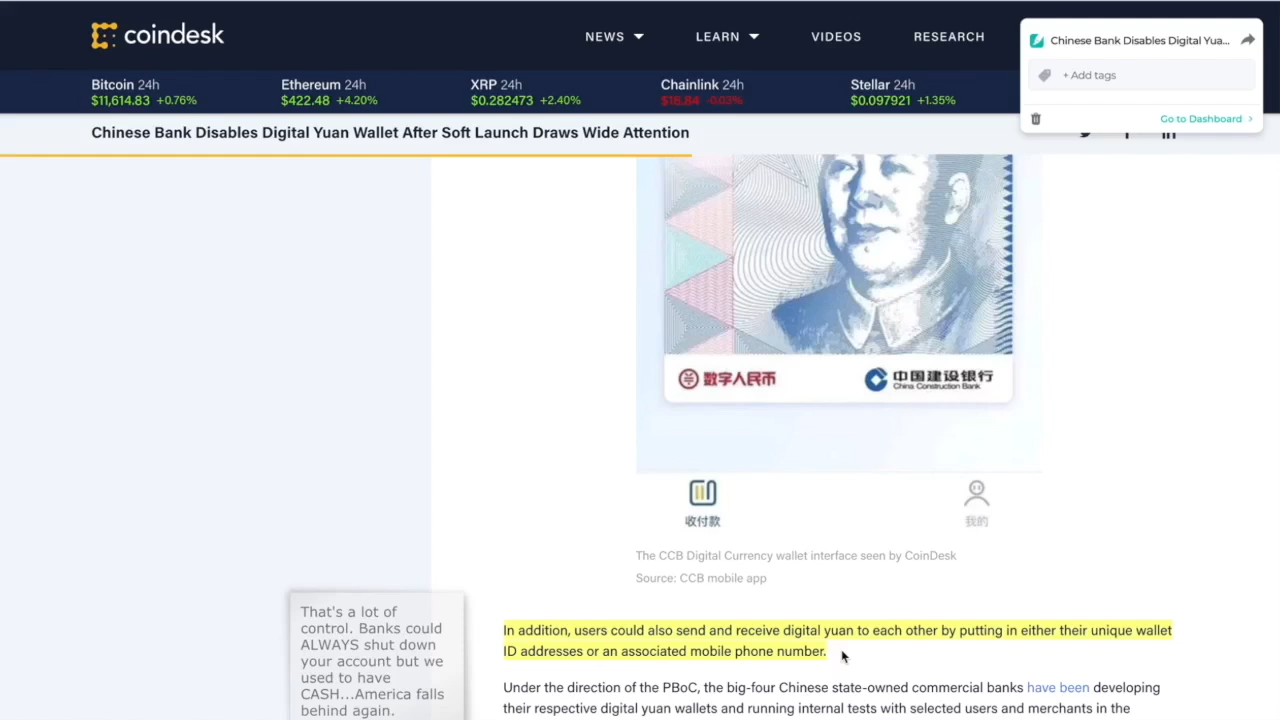 coindesk
NEWS
LEARN
VIDEOS
RESEARCH
Chinese Bank Disables Digital Yua...
+ Add tags
Go to Dashboard
Bitcoin 24h
$11,614.83 +0.76%
Ethereum 24h
$422.48 +4.20%
XRP 24h
$0.282473 +2.40%
Chainlink 24h
$16.84 -0.03%
Stellar 24h
$0.097921 +1.35%
Chinese Bank Disables Digital Yuan Wallet After Soft Launch Draws Wide Attention
数字人民币
中国建设银行
China Construction Bank
收付款
我的
The CCB Digital Currency wallet interface seen by CoinDesk
Source: CCB mobile app
That's a lot of
control. Banks could
ALWAYS shut down
your account but we
used to have
CASH...America falls
behind again.
In addition, users could also send and receive digital yuan to each other by putting in either their unique wallet
ID addresses or an associated mobile phone number.
Under the direction of the PBoC, the big-four Chinese state-owned commercial banks have been developing
their respective digital yuan wallets and running internal tests with selected users and merchants in the